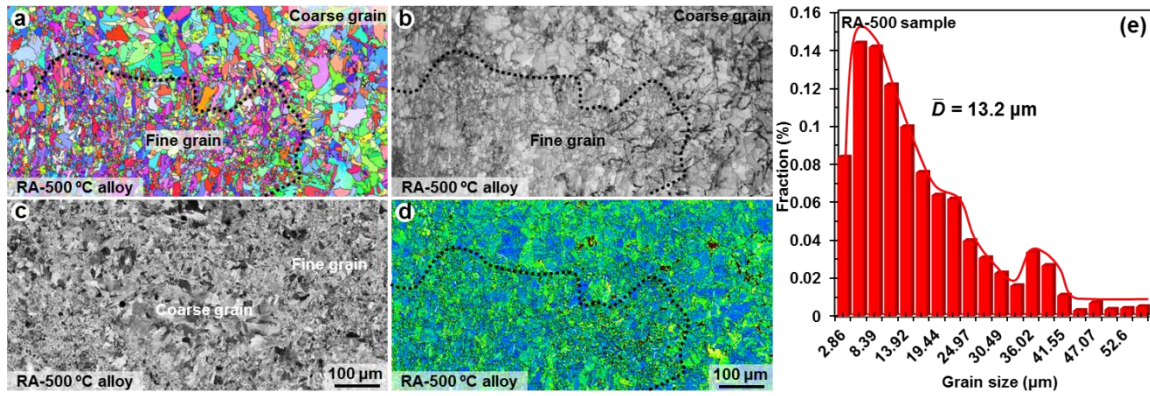 a
Coarse grain
Fine grain
RA-500 ºC alloy
b
Coarse grain
Fine grain
RA-500 ºC alloy
c
Fine grain
Coarse grain
RA-500 ºC alloy
100 µm
d
RA-500 ºC alloy
100 µm
RA-500 sample
(e)
D̅ = 13.2 µm
Fraction (%)
0.16
0.14
0.12
0.10
0.08
0.06
0.04
0.02
0
2.86
8.39
13.92
19.44
24.97
30.49
36.02
41.55
47.07
52.6
Grain size (µm)